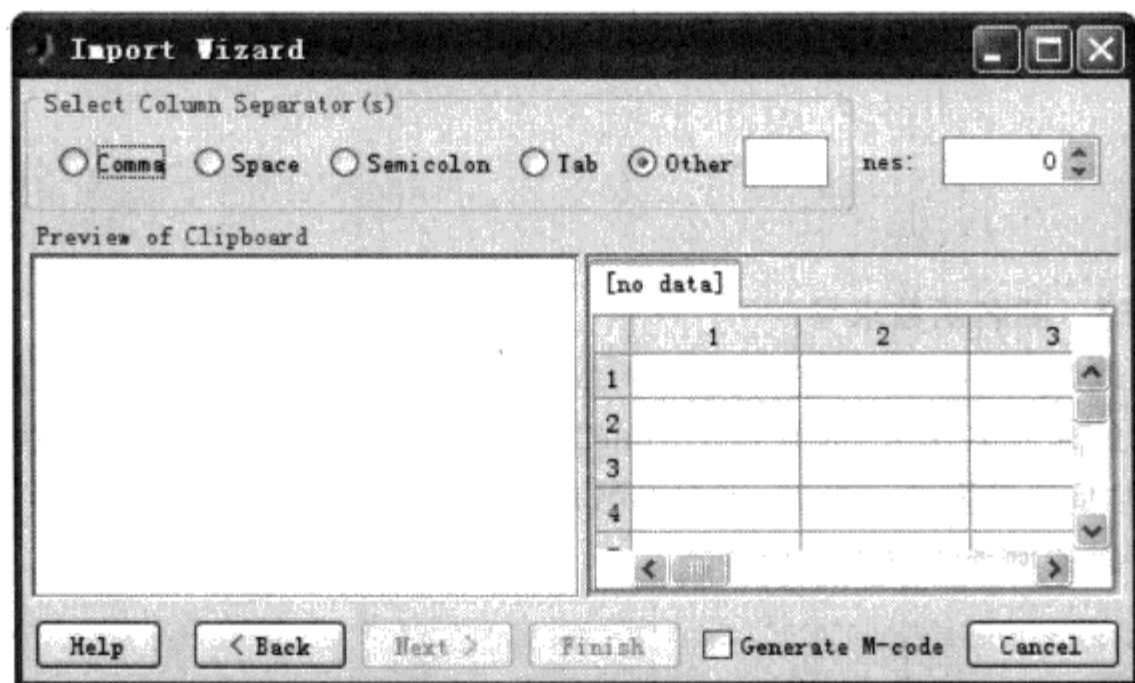 Import Wizard
Select Column Separator(s)
Comma Space Semicolon Tab Other nes: 0
Preview of Clipboard
[no data]
1 2 3
1
2
3
4
Help < Back Next > Finish Generate M-code Cancel